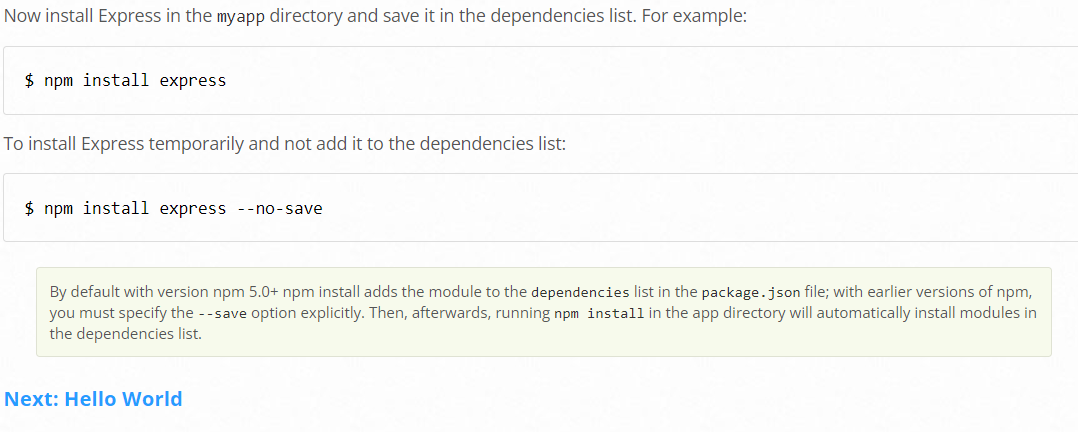 Now install Express in the myapp directory and save it in the dependencies list. For example:
$ npm install express
To install Express temporarily and not add it to the dependencies list:
$ npm install express --no-save
By default with version npm 5.0+ npm install adds the module to the dependencies list in the package.json file; with earlier versions of npm,
you must specify the --save option explicitly. Then, afterwards, running npm install in the app directory will automatically install modules in
the dependencies list.
Next: Hello World